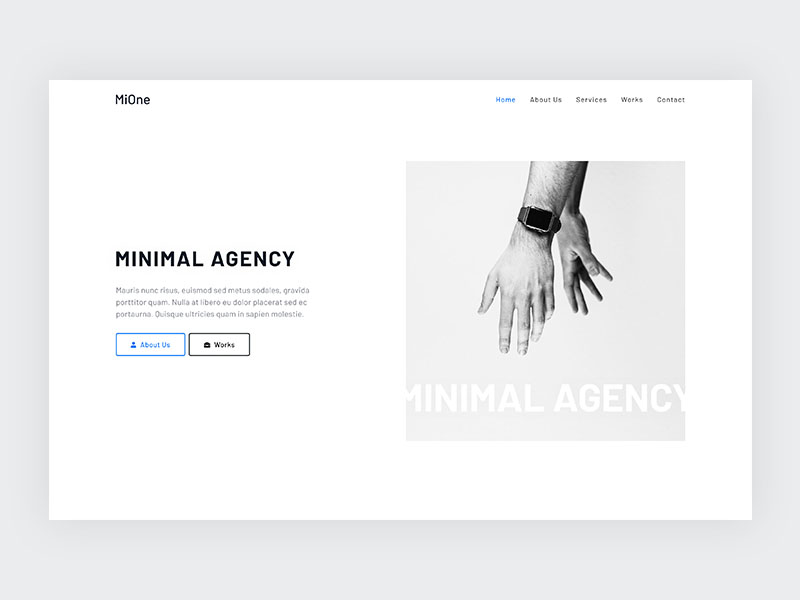 MiOne
Home About Us Services Works Contact
MINIMAL AGENCY
Mauris nunc risus, euismod sed metus sodales, gravida
porttitor quam. Nulla at libero eu dolor placerat sed ec
portaurna. Quisque ultricies quam in sapien molestie.
About Us Works
MINIMAL AGENCY